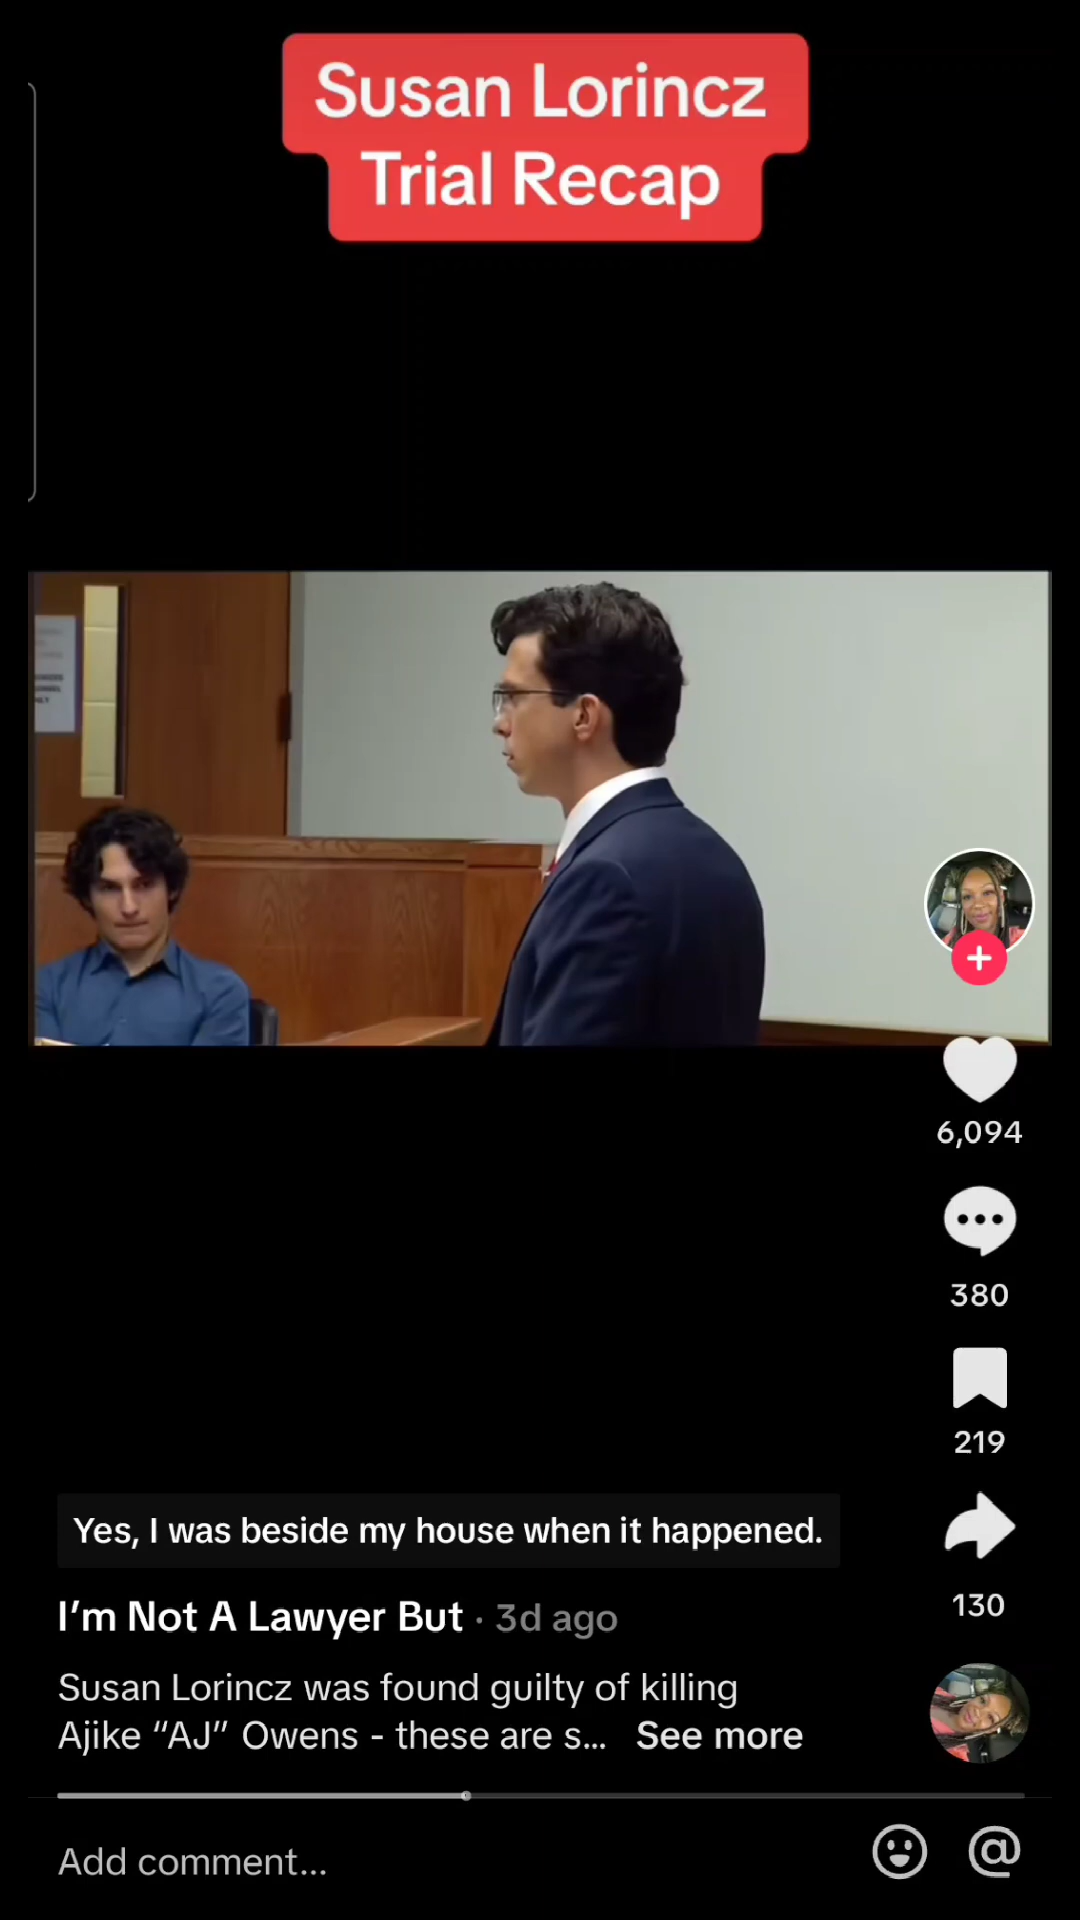 Susan Lorincz
Trial Recap
6,094
380
219
130
Yes, I was beside my house when it happened.
I’m Not A Lawyer But · 3d ago
Susan Lorincz was found guilty of killing
Ajike “AJ” Owens - these are s... See more
Add comment...